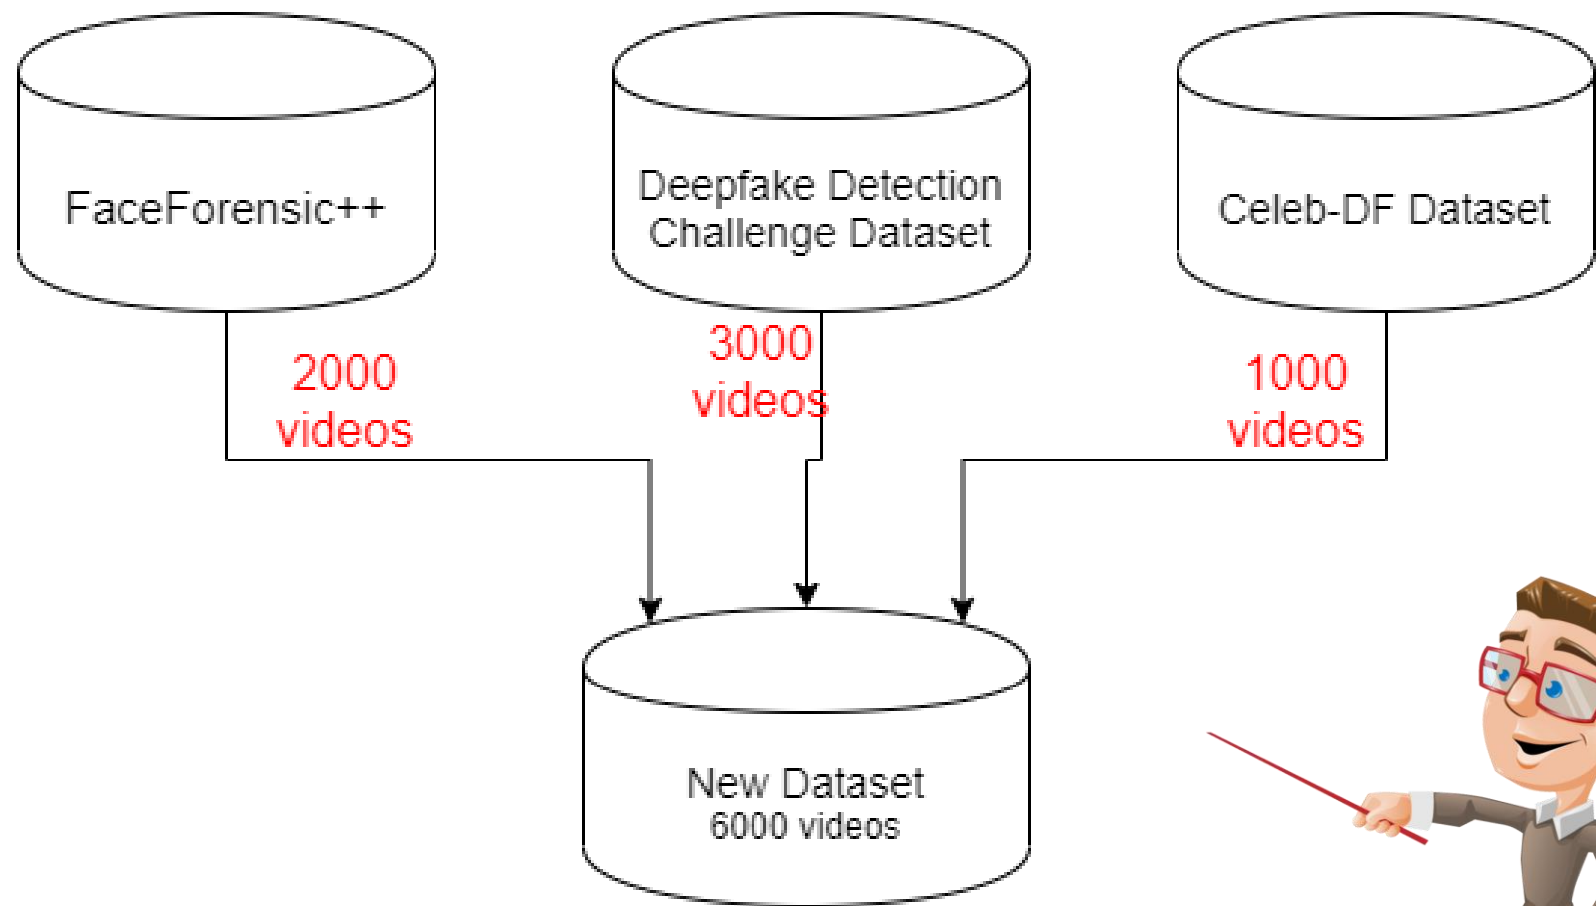 FaceForensic++
Deepfake Detection
Challenge Dataset
Celeb-DF Dataset
2000
videos
3000
videos
1000
videos
New Dataset
6000 videos